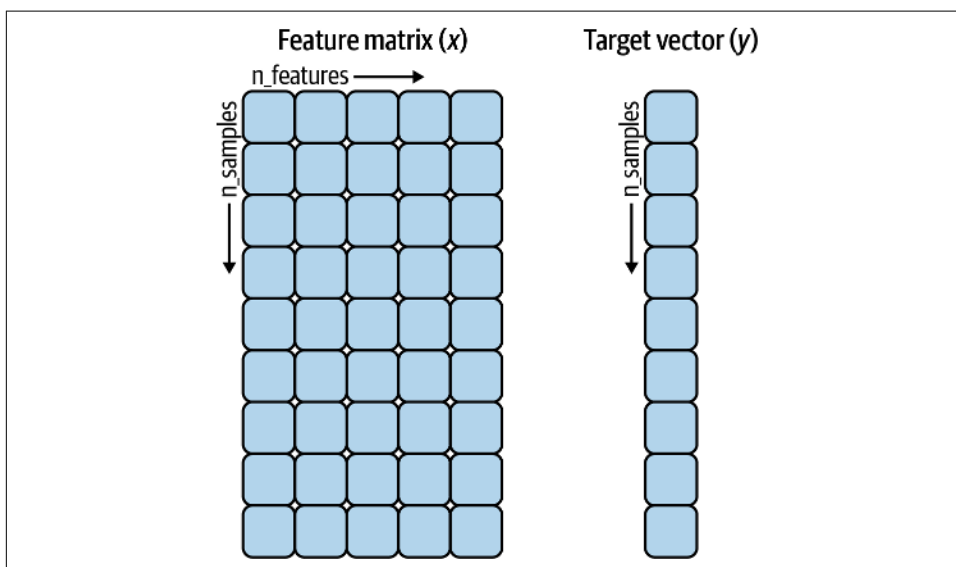 Feature matrix (x)
Target vector (y)
n_features
n_samples
n_samples